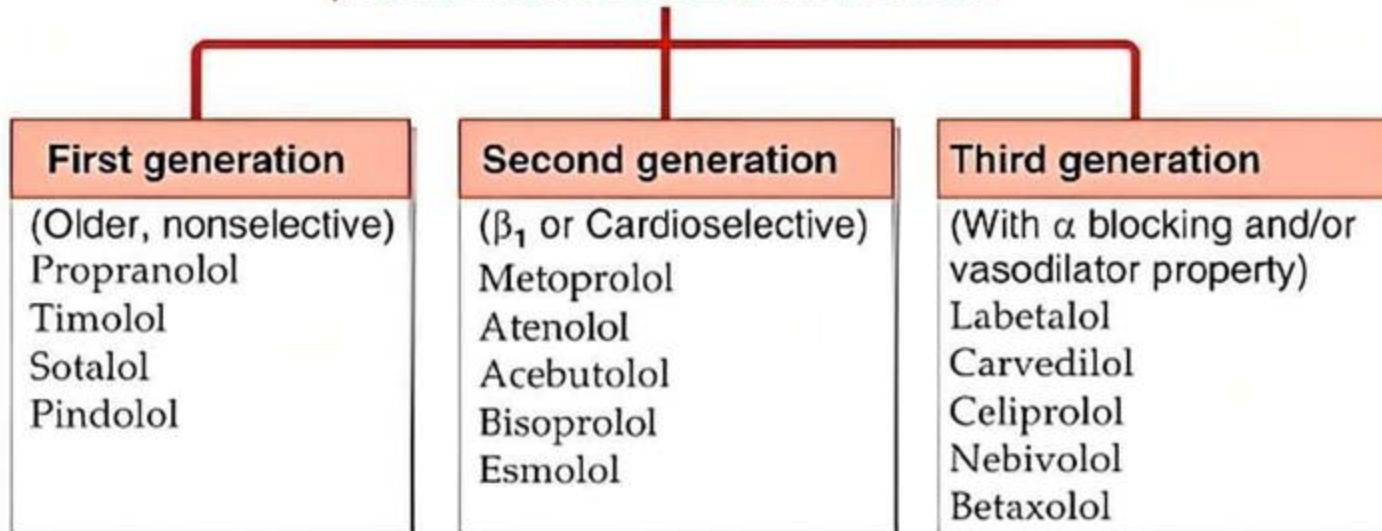 First generation
(Older, nonselective)
Propranolol
Timolol
Sotalol
Pindolol
Second generation
(β₁ or Cardioselective)
Metoprolol
Atenolol
Acebutolol
Bisoprolol
Esmolol
Third generation
(With α blocking and/or
vasodilator property)
Labetalol
Carvedilol
Celiprolol
Nebivolol
Betaxolol